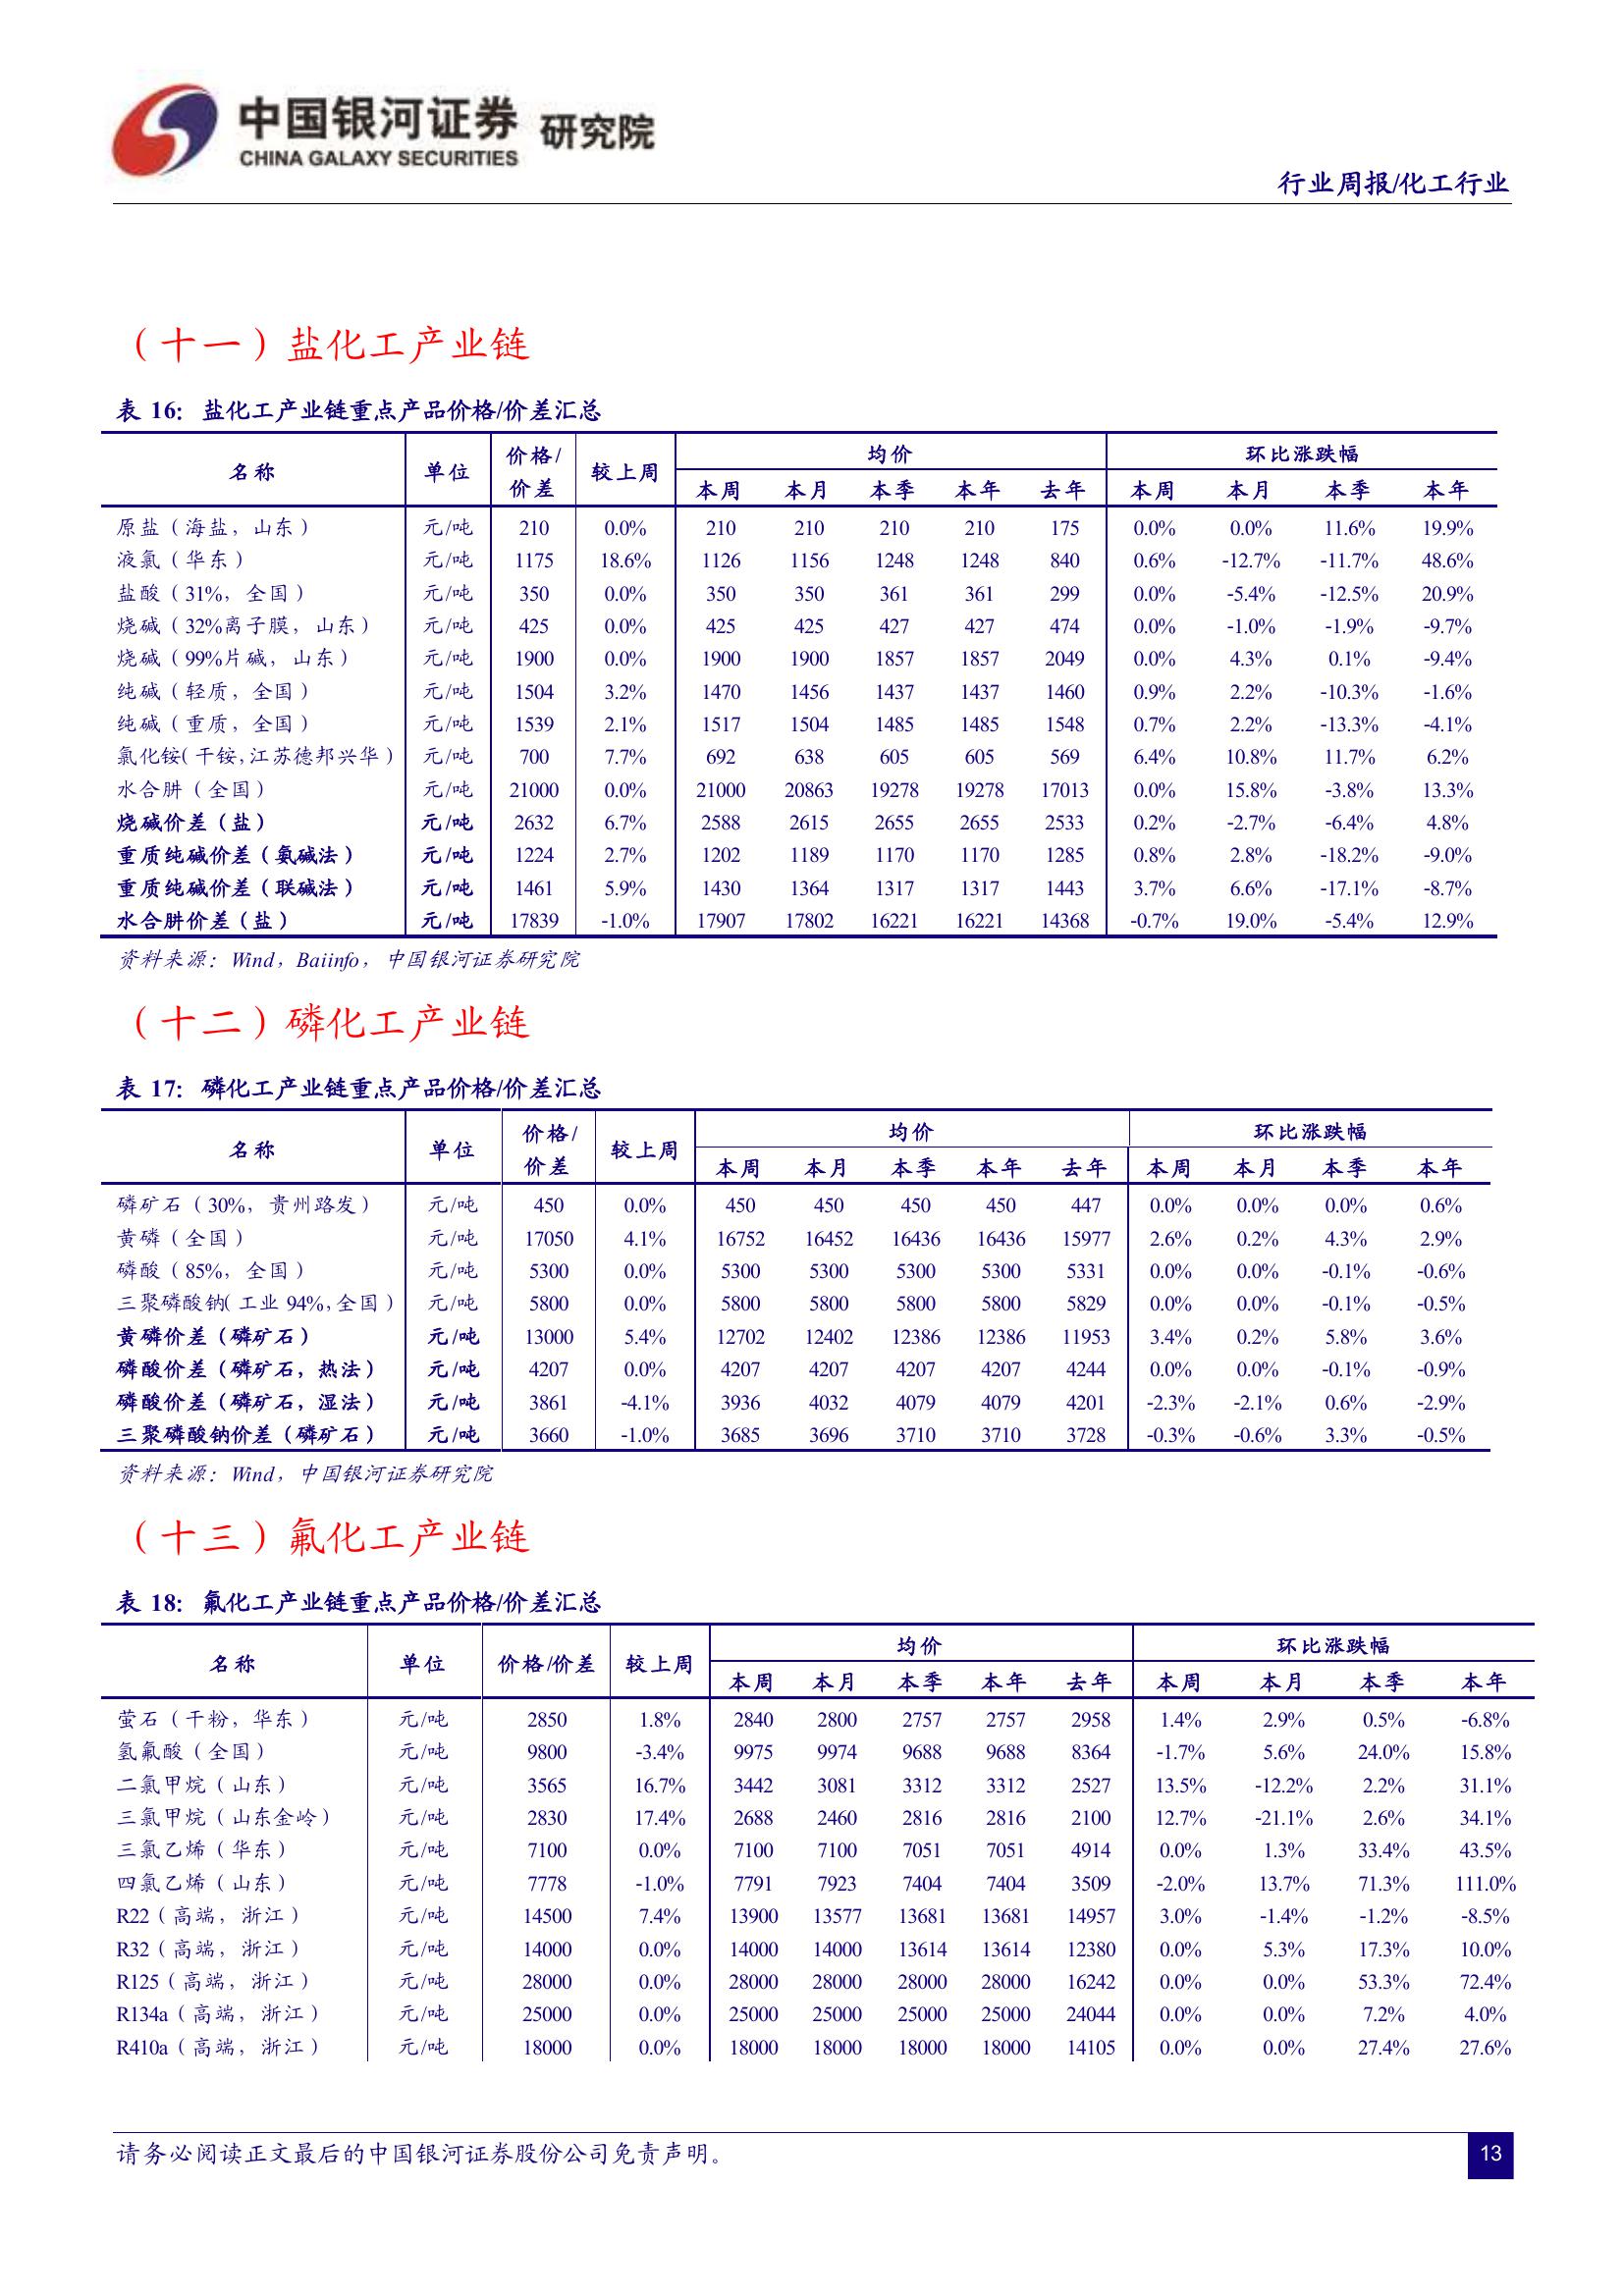 中国银河证券 研究院
CHINA GALAXY SECURITIES
行业周报/化工行业
（十一）盐化工产业链
表 16: 盐化工产业链重点产品价格/价差汇总
名称 单位 价格/价差 较上周 均价 环比涨跌幅
本周 本月 本季 本年 去年 本周 本月 本季 本年
原盐（海盐，山东） 元/吨 210 0.0% 210 210 210 210 175 0.0% 0.0% 11.6% 19.9%
液氯（华东） 元/吨 1175 18.6% 1126 1156 1248 1248 840 0.6% -12.7% -11.7% 48.6%
盐酸（31%，全国） 元/吨 350 0.0% 350 350 361 361 299 0.0% -5.4% -12.5% 20.9%
烧碱（32%离子膜，山东） 元/吨 425 0.0% 425 425 427 427 474 0.0% -1.0% -1.9% -9.7%
烧碱（99%片碱，山东） 元/吨 1900 0.0% 1900 1900 1857 1857 2049 0.0% 4.3% 0.1% -9.4%
纯碱（轻质，全国） 元/吨 1504 3.2% 1470 1456 1437 1437 1460 0.9% 2.2% -10.3% -1.6%
纯碱（重质，全国） 元/吨 1539 2.1% 1517 1504 1485 1485 1548 0.7% 2.2% -13.3% -4.1%
氯化铵（干铵,江苏德邦兴华） 元/吨 700 7.7% 692 638 605 605 569 6.4% 10.8% 11.7% 6.2%
水合肼（全国） 元/吨 21000 0.0% 21000 20863 19278 19278 17013 0.0% 15.8% -3.8% 13.3%
烧碱价差（盐） 元/吨 2632 6.7% 2588 2615 2655 2655 2533 0.2% -2.7% -6.4% 4.8%
重质纯碱价差（氨碱法） 元/吨 1224 2.7% 1202 1189 1170 1170 1285 0.8% 2.8% -18.2% -9.0%
重质纯碱价差（联碱法） 元/吨 1461 5.9% 1430 1364 1317 1317 1443 3.7% 6.6% -17.1% -8.7%
水合肼价差（盐） 元/吨 17839 -1.0% 17907 17802 16221 16221 14368 -0.7% 19.0% -5.4% 12.9%
资料来源：Wind，Baiinfo，中国银河证券研究院
（十二）磷化工产业链
表 17: 磷化工产业链重点产品价格/价差汇总
名称 单位 价格/价差 较上周 均价 环比涨跌幅
本周 本月 本季 本年 去年 本周 本月 本季 本年
磷矿石（30%，贵州路发） 元/吨 450 0.0% 450 450 450 450 447 0.0% 0.0% 0.0% 0.6%
黄磷（全国） 元/吨 17050 4.1% 16752 16452 16436 16436 15977 2.6% 0.2% 4.3% 2.9%
磷酸（85%，全国） 元/吨 5300 0.0% 5300 5300 5300 5300 5331 0.0% 0.0% -0.1% -0.6%
三聚磷酸钠（工业 94%,全国） 元/吨 5800 0.0% 5800 5800 5800 5800 5829 0.0% 0.0% -0.1% -0.5%
黄磷价差（磷矿石） 元/吨 13000 5.4% 12702 12402 12386 12386 11953 3.4% 0.2% 5.8% 3.6%
磷酸价差（磷矿石，热法） 元/吨 4207 0.0% 4207 4207 4207 4207 4244 0.0% 0.0% -0.1% -0.9%
磷酸价差（磷矿石，湿法） 元/吨 3861 -4.1% 3936 4032 4079 4079 4201 -2.3% -2.1% 0.6% -2.9%
三聚磷酸钠价差（磷矿石） 元/吨 3660 -1.0% 3685 3696 3710 3710 3728 -0.3% -0.6% 3.3% -0.5%
资料来源：Wind，中国银河证券研究院
（十三）氟化工产业链
表 18: 氟化工产业链重点产品价格/价差汇总
名称 单位 价格/价差 较上周 均价 环比涨跌幅
本周 本月 本季 本年 去年 本周 本月 本季 本年
萤石（干粉，华东） 元/吨 2850 1.8% 2840 2800 2757 2757 2958 1.4% 2.9% 0.5% -6.8%
氢氟酸（全国） 元/吨 9800 -3.4% 9975 9974 9688 9688 8364 -1.7% 5.6% 24.0% 15.8%
二氯甲烷（山东） 元/吨 3565 16.7% 3442 3081 3312 3312 2527 13.5% -12.2% 2.2% 31.1%
三氯甲烷（山东金岭） 元/吨 2830 17.4% 2688 2460 2816 2816 2100 12.7% -21.1% 2.6% 34.1%
三氯乙烯（华东） 元/吨 7100 0.0% 7100 7100 7051 7051 4914 0.0% 1.3% 33.4% 43.5%
四氯乙烯（山东） 元/吨 7778 -1.0% 7791 7923 7404 7404 3509 -2.0% 13.7% 71.3% 111.0%
R22（高端，浙江） 元/吨 14500 7.4% 13900 13577 13681 13681 14957 3.0% -1.4% -1.2% -8.5%
R32（高端，浙江） 元/吨 14000 0.0% 14000 14000 13614 13614 12380 0.0% 5.3% 17.3% 10.0%
R125（高端，浙江） 元/吨 28000 0.0% 28000 28000 28000 28000 16242 0.0% 0.0% 53.3% 72.4%
R134a（高端，浙江） 元/吨 25000 0.0% 25000 25000 25000 25000 24044 0.0% 0.0% 7.2% 4.0%
R410a（高端，浙江） 元/吨 18000 0.0% 18000 18000 18000 18000 14105 0.0% 0.0% 27.4% 27.6%
请务必阅读正文最后的中国银河证券股份公司免责声明。
13